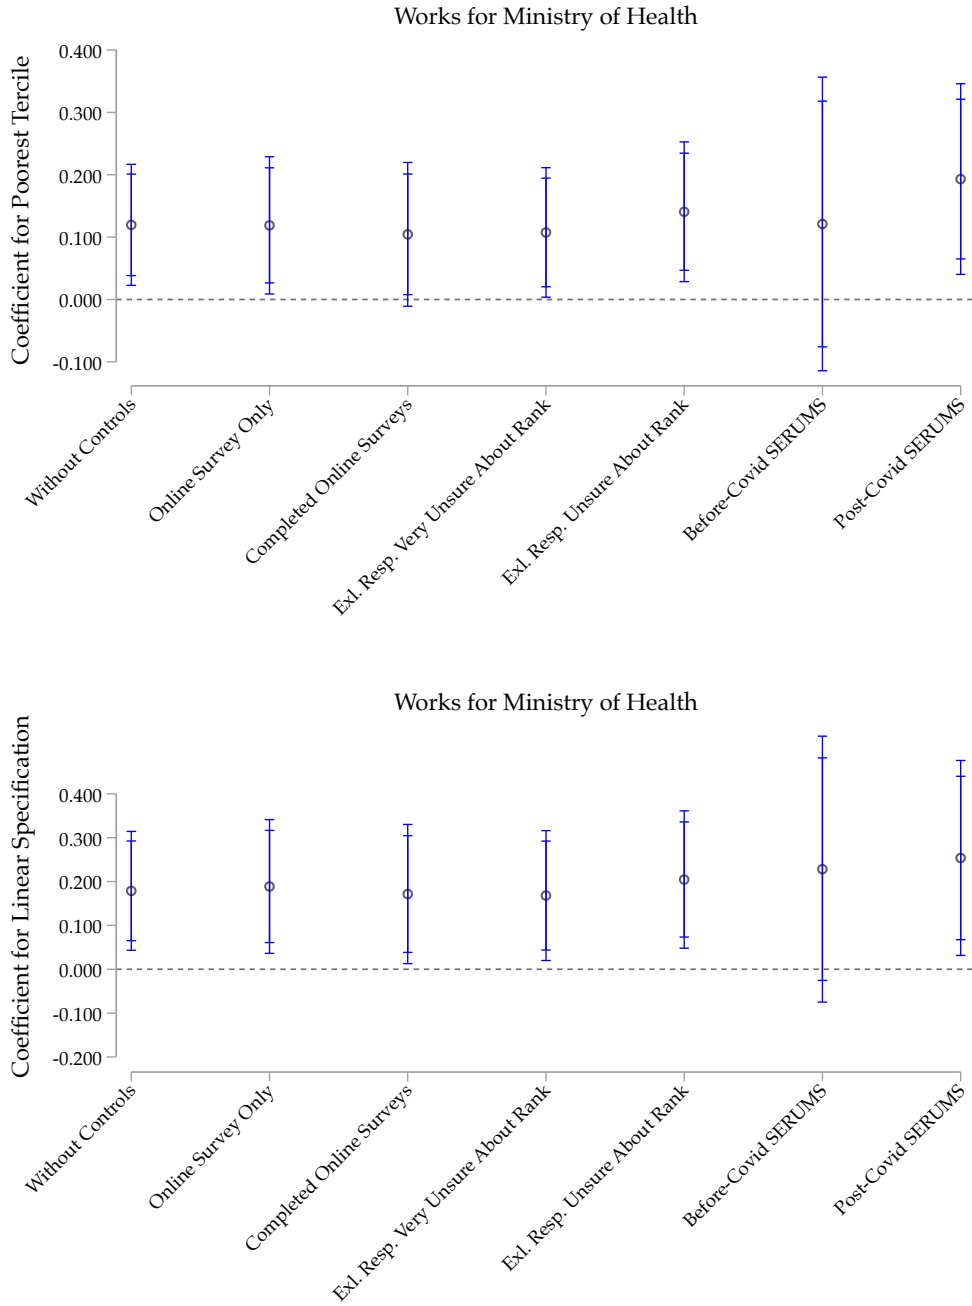 Works for Ministry of Health
Coefficient for Poorest Tercile
0.400
0.300
0.200
0.100
0.000
-0.100
Without Controls
Online Survey Only
Completed Online Surveys
Exl. Resp. Very Unsure About Rank
Exl. Resp. Unsure About Rank
Before-Covid SERUMS
Post-Covid SERUMS
Works for Ministry of Health
Coefficient for Linear Specification
0.400
0.300
0.200
0.100
0.000
-0.100
-0.200
Without Controls
Online Survey Only
Completed Online Surveys
Exl. Resp. Very Unsure About Rank
Exl. Resp. Unsure About Rank
Before-Covid SERUMS
Post-Covid SERUMS